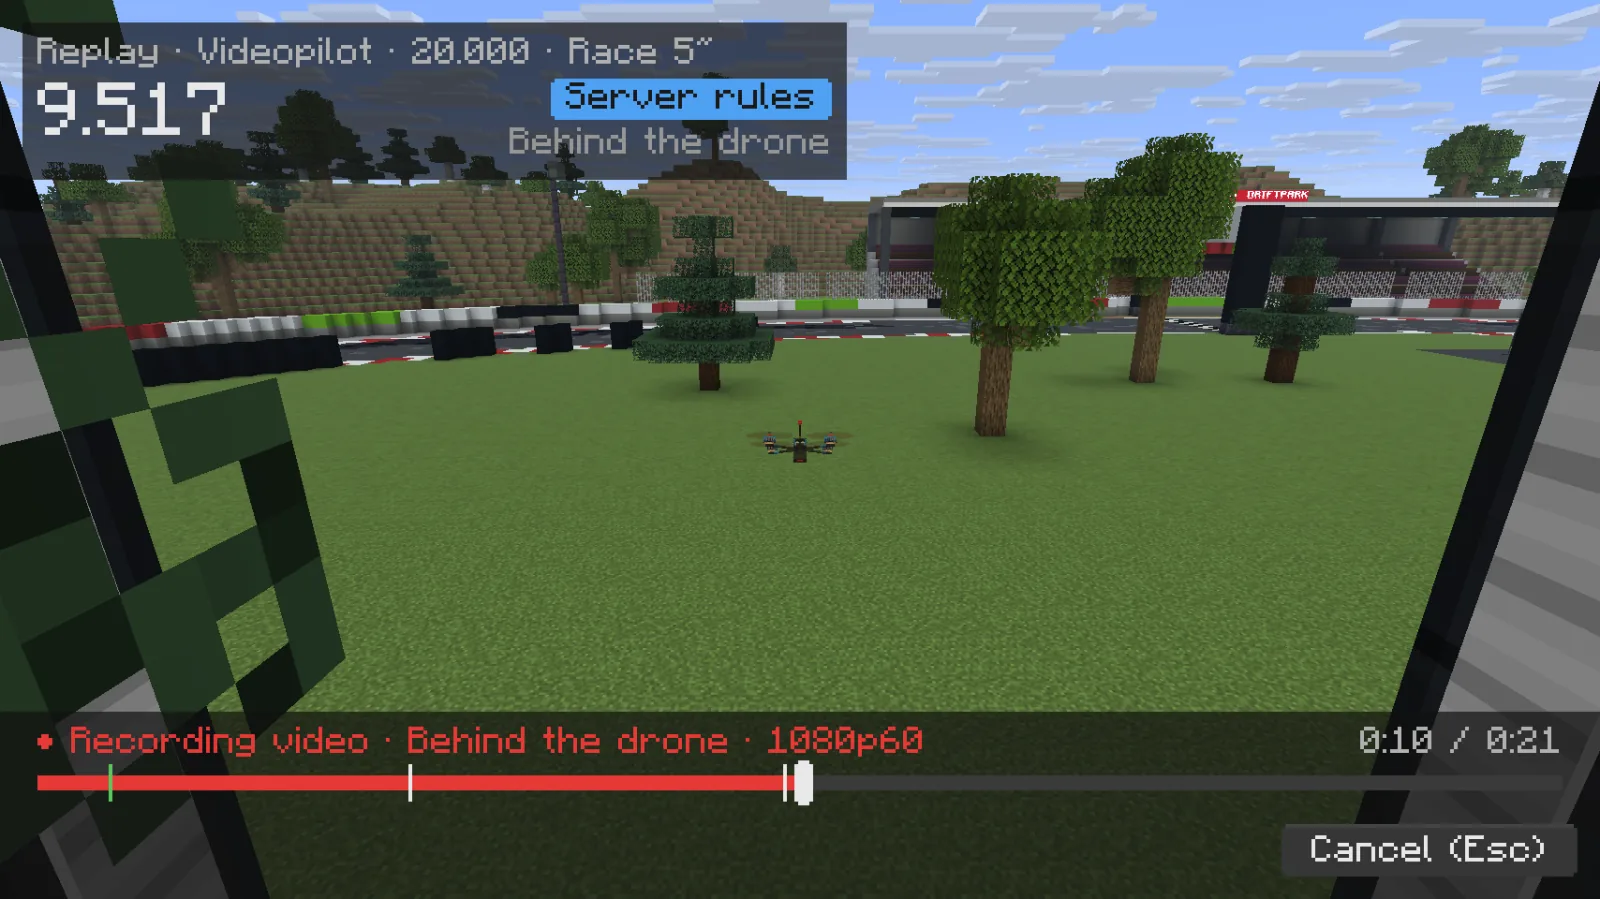 Replay · Videopilot · 20.000 · Race 5"
9.517
Server rules
Behind the drone
DRIFTPARK
Recording video · Behind the drone · 1080p60
0:10 / 0:21
Cancel (Esc)